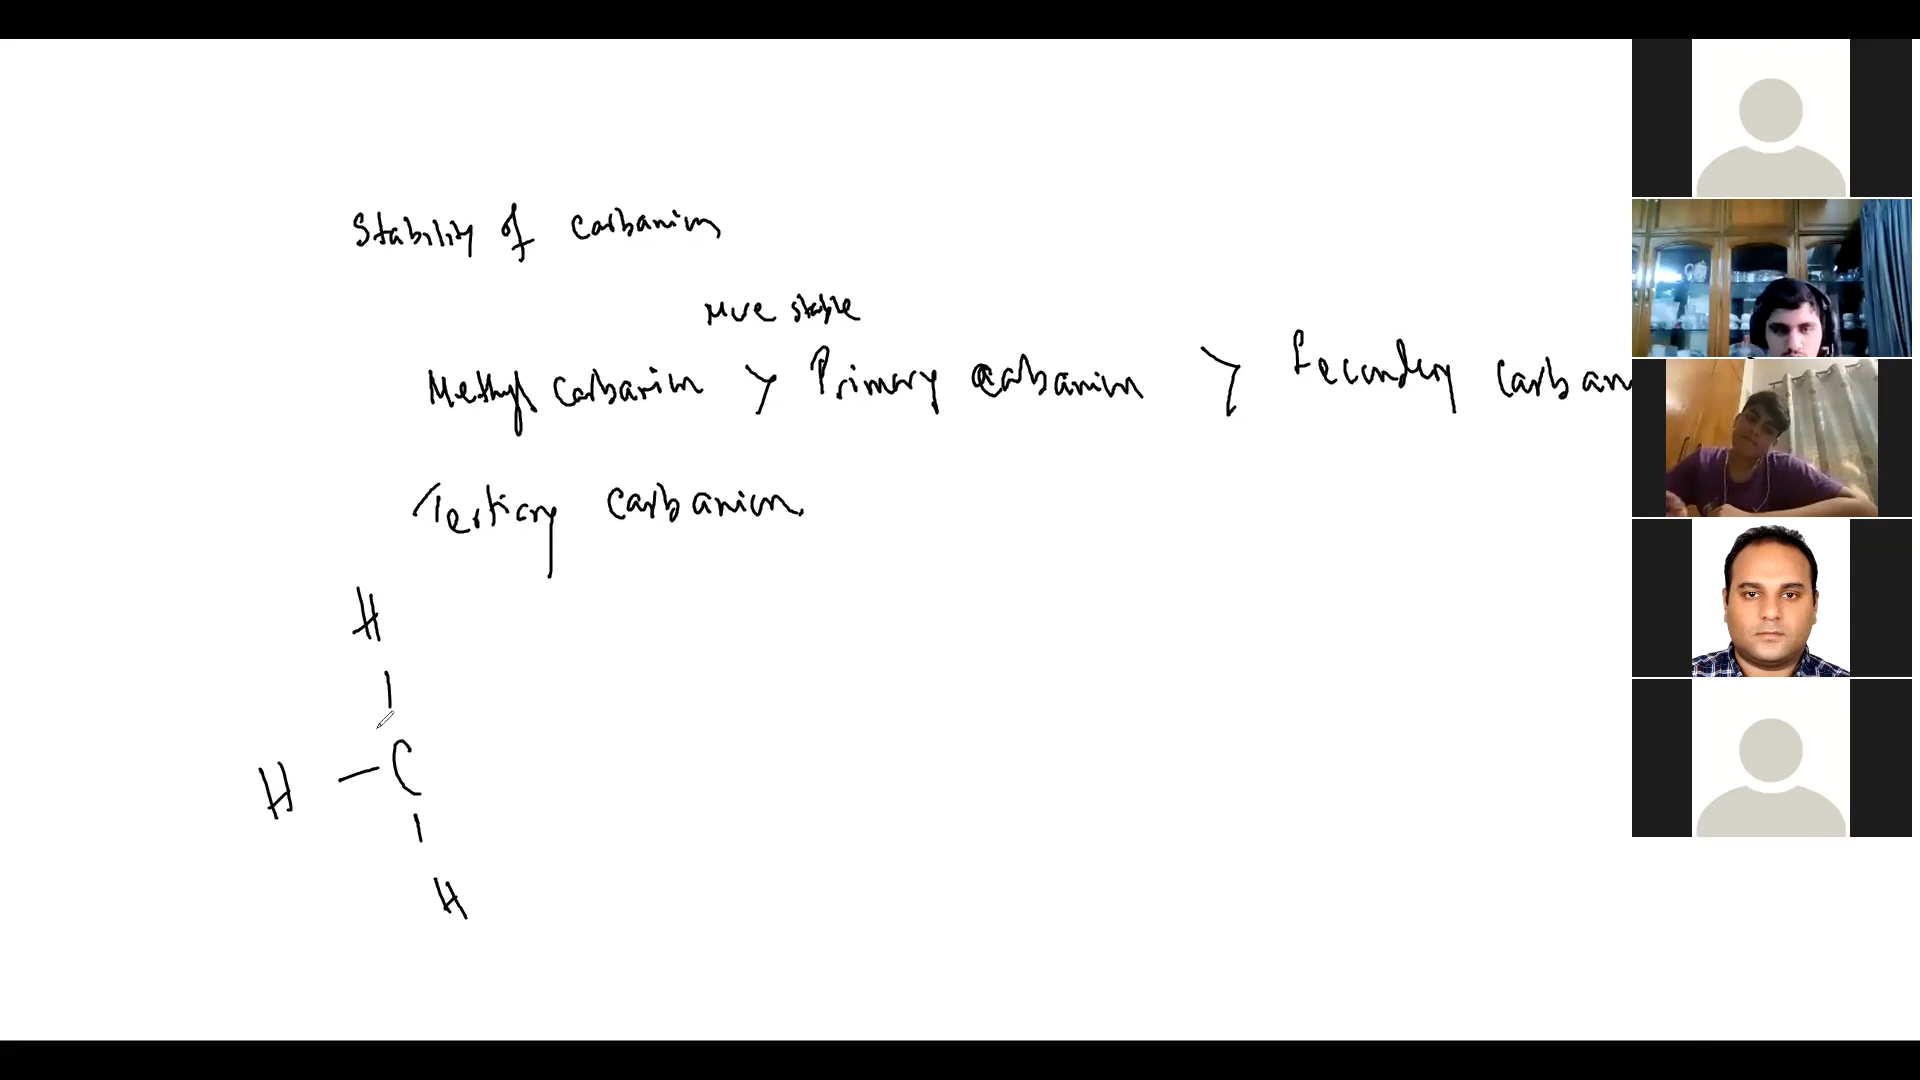 Stability of carbanion
More stable
Methyl carbanion > Primary carbanion > Secondary carban
Tertiary carbanion
H
|
H – C
|
H